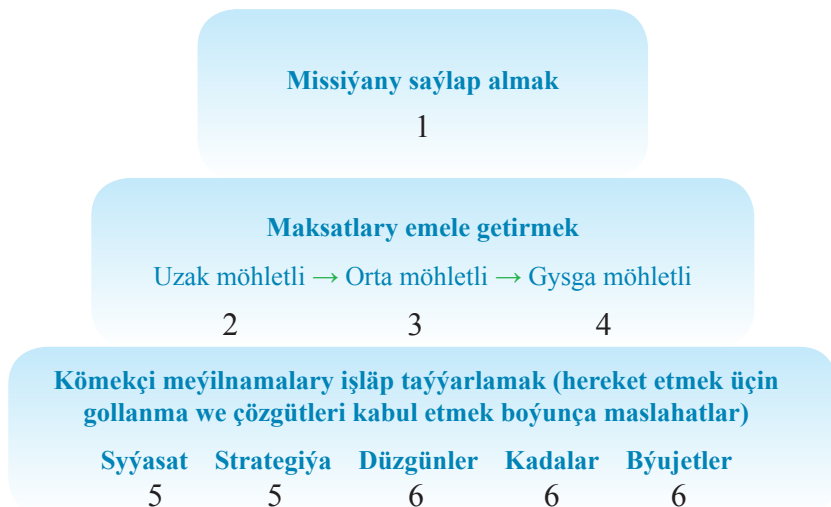 Missiýany saýlap almak
1
Maksatlary emele getirmek
Uzak möhletli → Orta möhletli → Gysga möhletli
2 3 4
Kömekçi meýilnamalary işläp taýýarlamak (hereket etmek üçin
gollanma we çözgütleri kabul etmek boýunça maslahatlar)
Syýasat Strategiýa Düzgünler Kadalar Býujetler
5 5 6 6 6